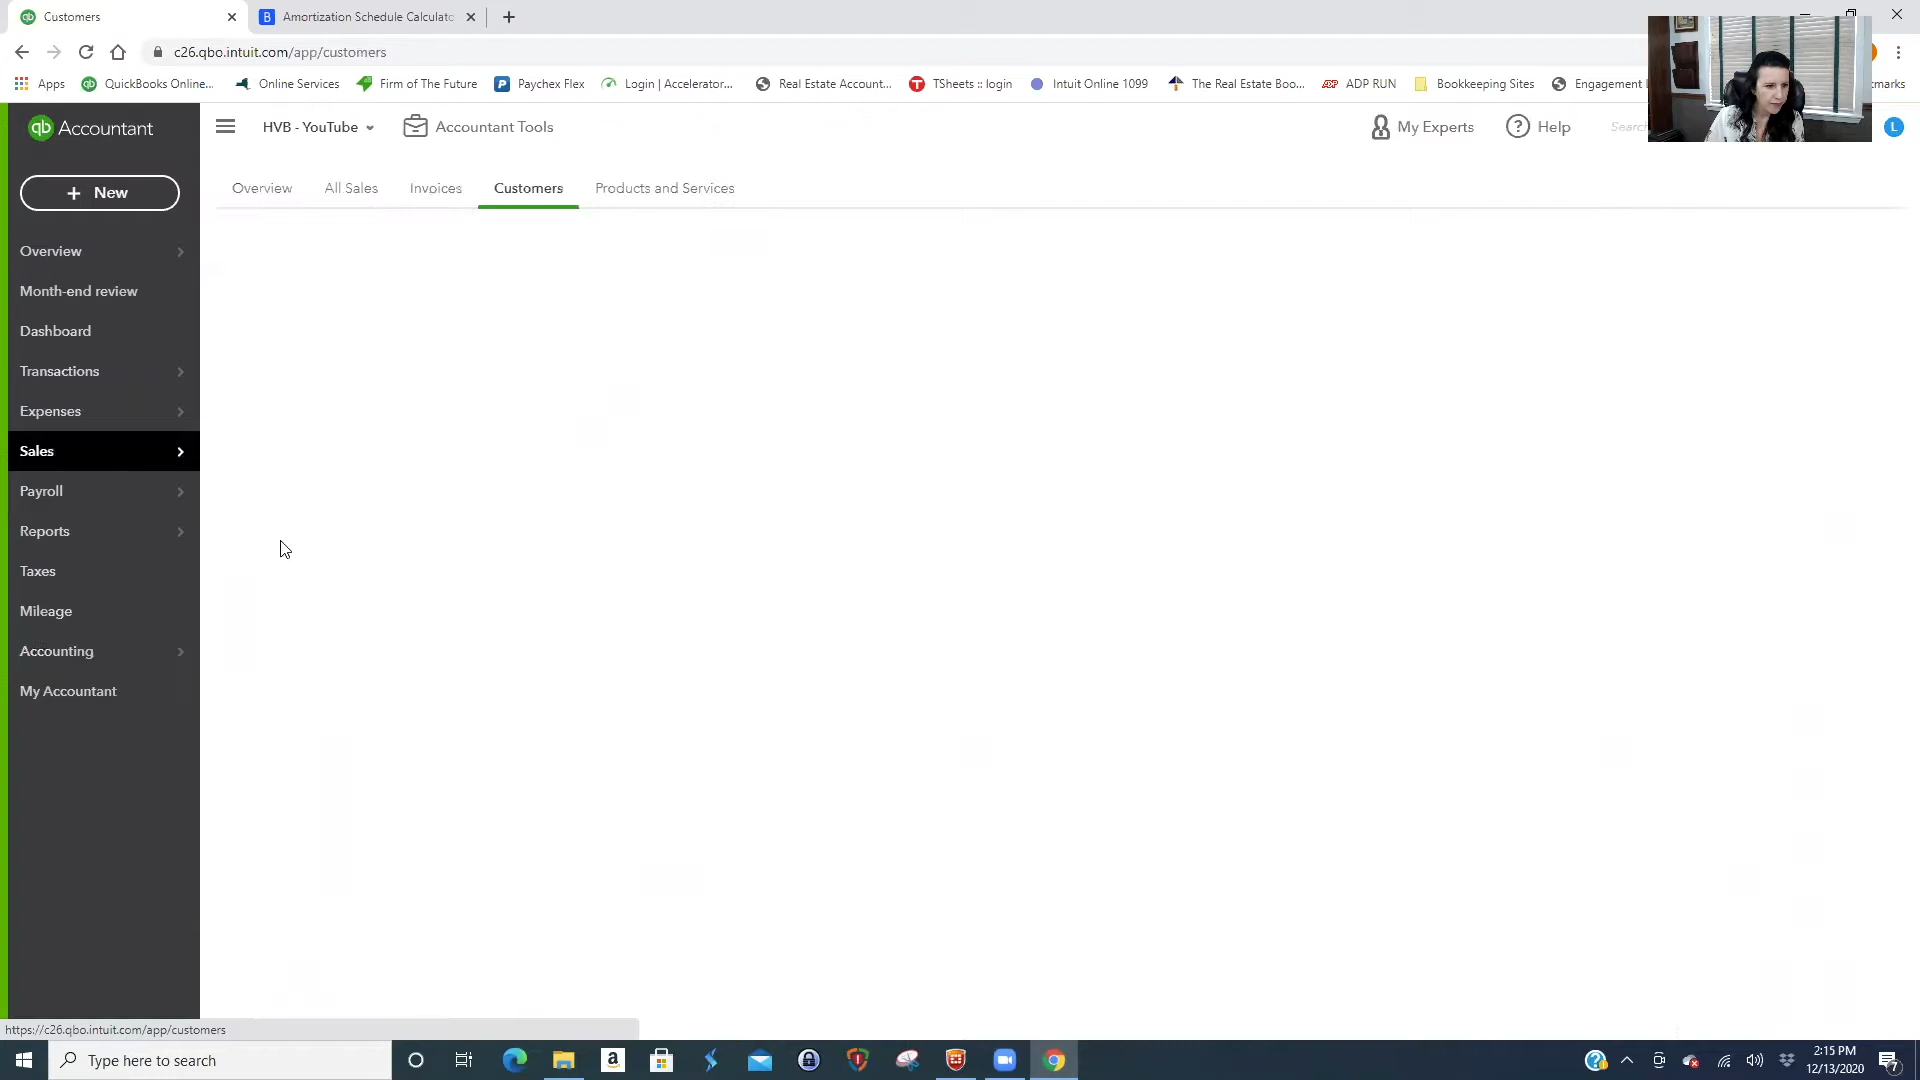 Customers
Amortization Schedule Calculato
c26.qbo.intuit.com/app/customers
Apps
QuickBooks Online...
Online Services
Firm of The Future
Paychex Flex
Login | Accelerator...
Real Estate Account...
TSheets :: login
Intuit Online 1099
The Real Estate Boo...
ADP RUN
Bookkeeping Sites
Engagement
marks
qb Accountant
HVB - YouTube
Accountant Tools
My Experts
Help
Search
L
+ New
Overview
All Sales
Invoices
Customers
Products and Services
Overview
Month-end review
Dashboard
Transactions
Expenses
Sales
Payroll
Reports
Taxes
Mileage
Accounting
My Accountant
https://c26.qbo.intuit.com/app/customers
Type here to search
2:15 PM
12/13/2020
7